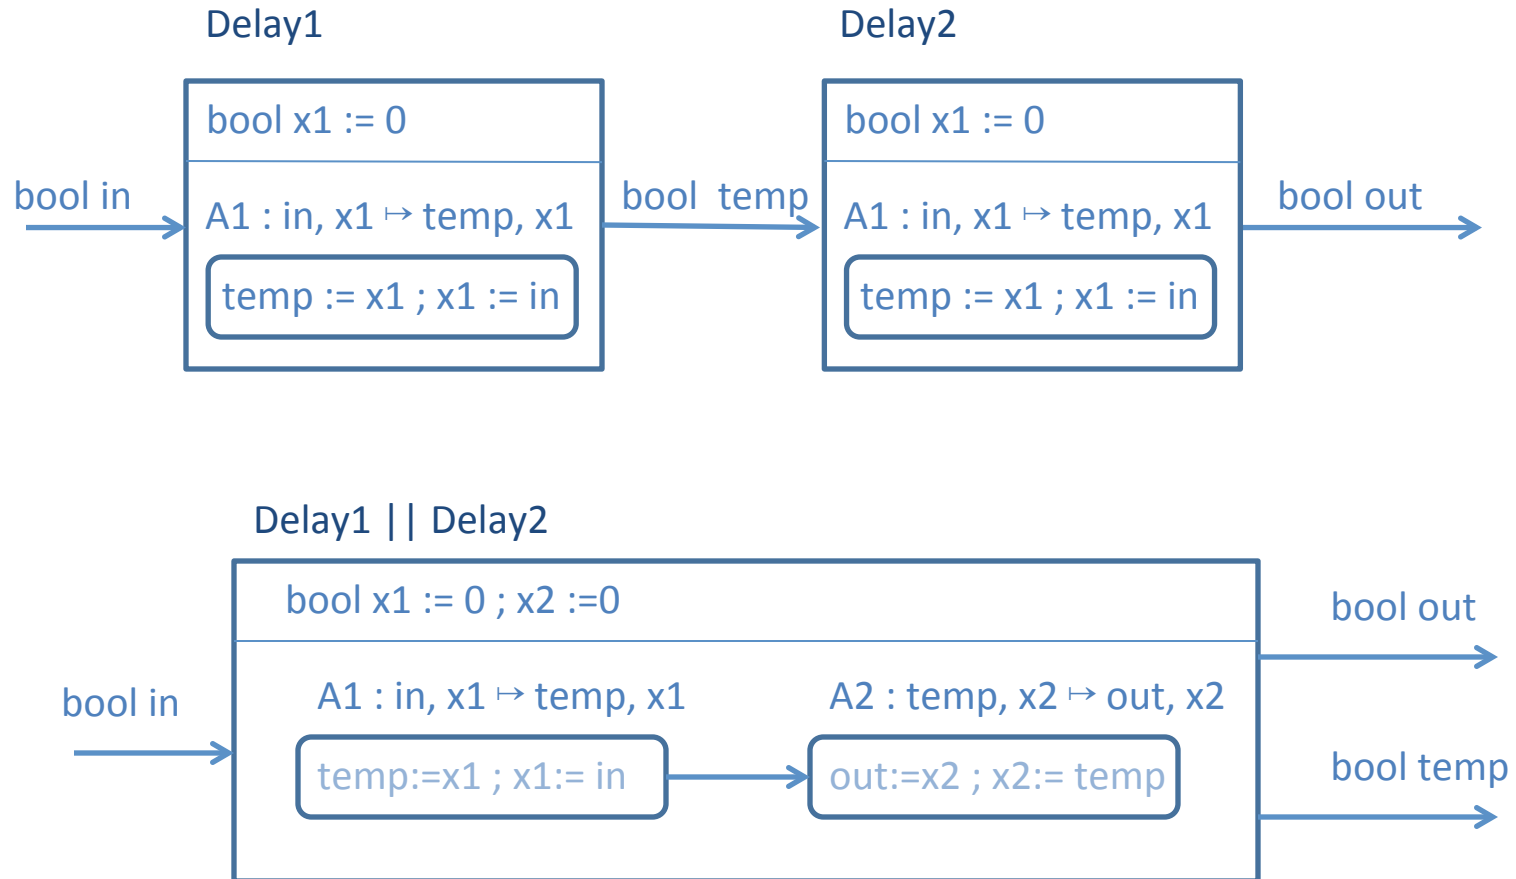 Delay1
Delay2
bool x1 := 0
bool x1 := 0
bool in
bool  temp
bool out
A1 : in, x1 ↦ temp, x1
A1 : in, x1 ↦ temp, x1
temp := x1 ; x1 := in
temp := x1 ; x1 := in
Delay1 || Delay2
bool x1 := 0 ; x2 :=0
bool out
bool in
A1 : in, x1 ↦ temp, x1
A2 : temp, x2 ↦ out, x2
temp:=x1 ; x1:= in
out:=x2 ; x2:= temp
bool temp